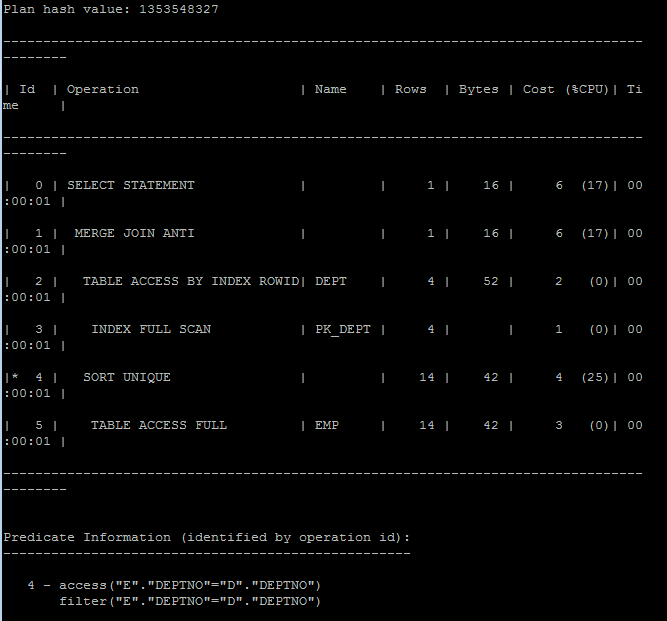 Plan hash value: 1353548327
--------------------------------------------------------------------------------
--------
| Id  | Operation                    | Name    | Rows  | Bytes | Cost (%CPU)| Ti
me     |
--------------------------------------------------------------------------------
--------
|   0 | SELECT STATEMENT             |         |     1 |    16 |     6  (17)| 00
:00:01 |
|   1 |  MERGE JOIN ANTI             |         |     1 |    16 |     6  (17)| 00
:00:01 |
|   2 |   TABLE ACCESS BY INDEX ROWID| DEPT    |     4 |    52 |     2   (0)| 00
:00:01 |
|   3 |    INDEX FULL SCAN           | PK_DEPT |     4 |       |     1   (0)| 00
:00:01 |
|*  4 |   SORT UNIQUE                |         |    14 |    42 |     4  (25)| 00
:00:01 |
|   5 |    TABLE ACCESS FULL         | EMP     |    14 |    42 |     3   (0)| 00
:00:01 |
--------------------------------------------------------------------------------
--------
Predicate Information (identified by operation id):
---------------------------------------------------
   4 - access("E"."DEPTNO"="D"."DEPTNO")
       filter("E"."DEPTNO"="D"."DEPTNO")